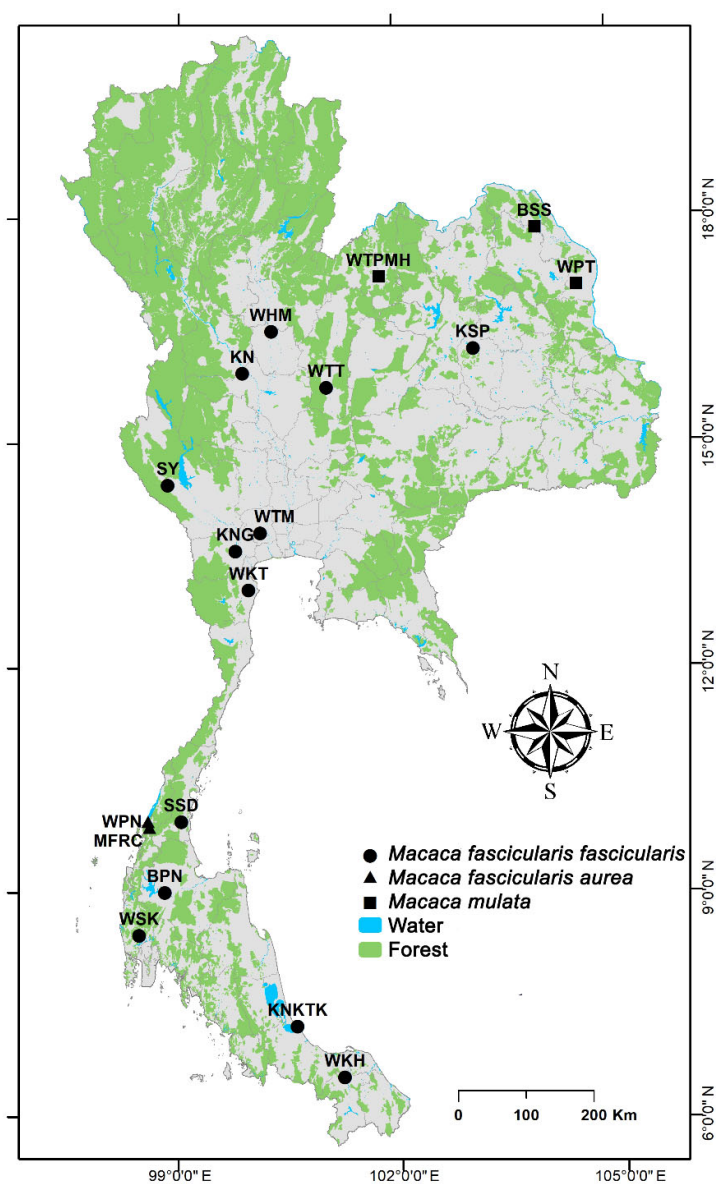 BSS
18°0'0" N
WTPMH
WPT
WHM
KSP
KN
WTT
15°0'0" N
SY
WTM
KNG
WKT
12°0'0" N
N
W E
S
SSD
WPN
MFRC
Macaca fascicularis fascicularis
BPN
Macaca fascicularis aurea
9°0'0" N
Macaca mulata
WSK
Water
Forest
KNKTK
WKH
0 100 200 Km
6°0'0" N
99°0'0" E 102°0'0" E 105°0'0" E